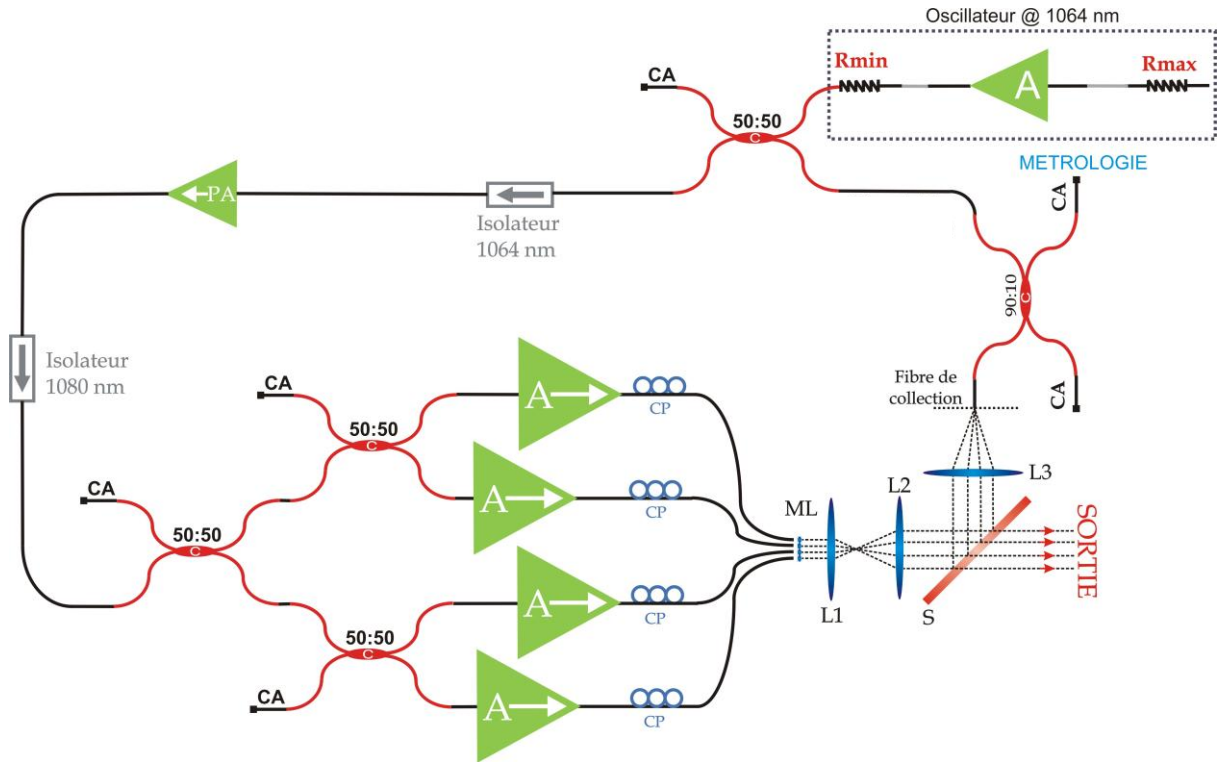 Oscillateur @ 1064 nm
Rmin
Rmax
A
CA
50:50
C
METROLOGIE
CA
PA
Isolateur
1064 nm
90:10
C
Isolateur
1080 nm
CA
Fibre de
collection
CA
50:50
C
A
CP
L3
CA
50:50
C
A
CP
ML
L2
SORTIE
A
CP
L1
S
50:50
C
CA
A
CP